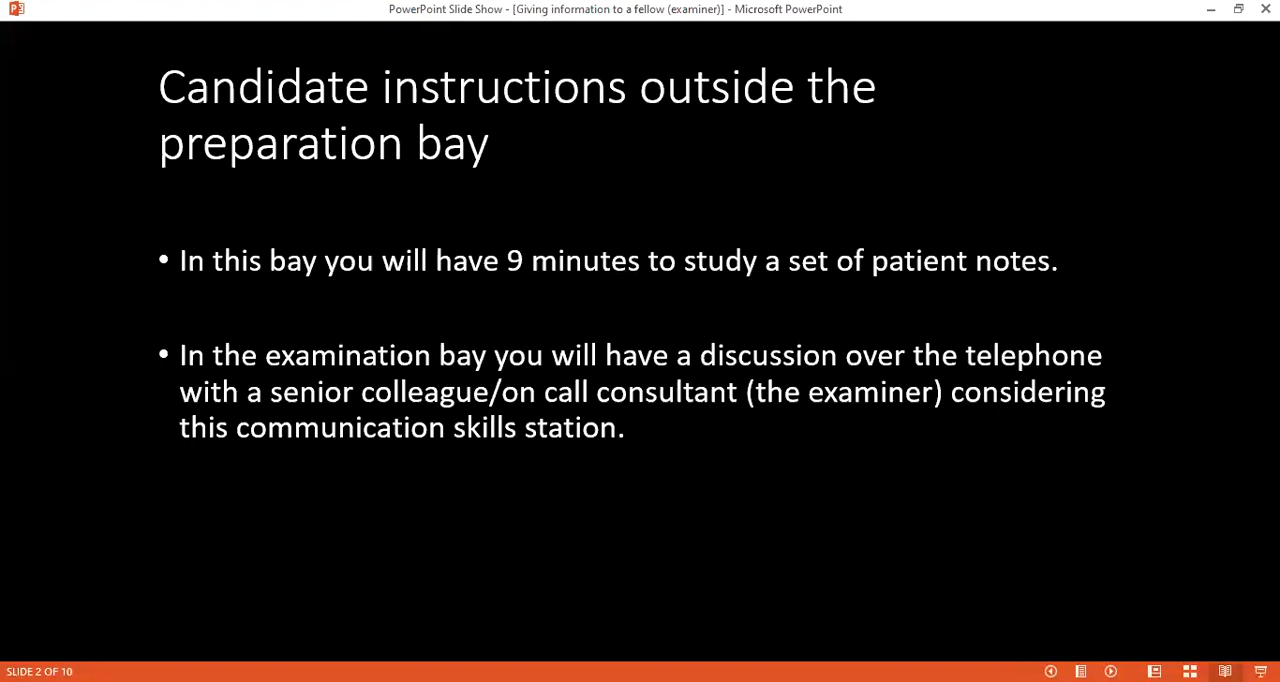 PowerPoint Slide Show - [Giving information to a fellow (examiner)] - Microsoft PowerPoint
Candidate instructions outside the
preparation bay
• In this bay you will have 9 minutes to study a set of patient notes.
• In the examination bay you will have a discussion over the telephone
with a senior colleague/on call consultant (the examiner) considering
this communication skills station.
SLIDE 2 OF 10